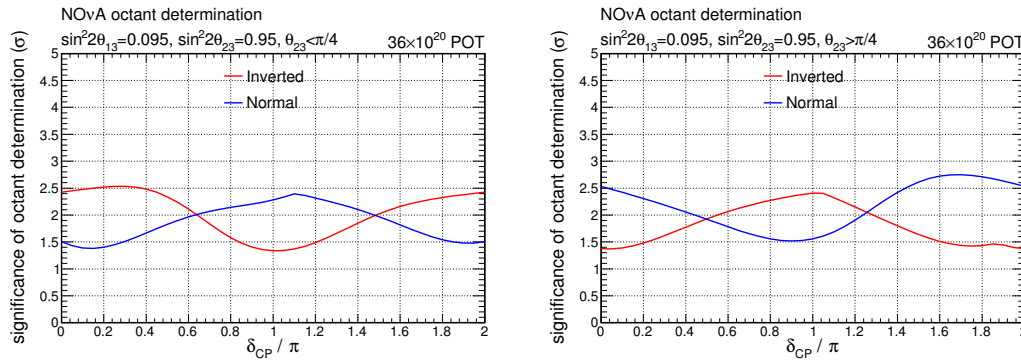 NOνA octant determination
sin²2θ₁₃=0.095, sin²2θ₂₃=0.95, θ₂₃<π/4 36×10²⁰ POT
significance of octant determination (σ)
5
4.5
4
3.5
3
2.5
2
1.5
1
0.5
0
Inverted
Normal
0 0.2 0.4 0.6 0.8 1 1.2 1.4 1.6 1.8 2
δCP / π
NOνA octant determination
sin²2θ₁₃=0.095, sin²2θ₂₃=0.95, θ₂₃>π/4 36×10²⁰ POT
significance of octant determination (σ)
5
4.5
4
3.5
3
2.5
2
1.5
1
0.5
0
Inverted
Normal
0 0.2 0.4 0.6 0.8 1 1.2 1.4 1.6 1.8 2
δCP / π